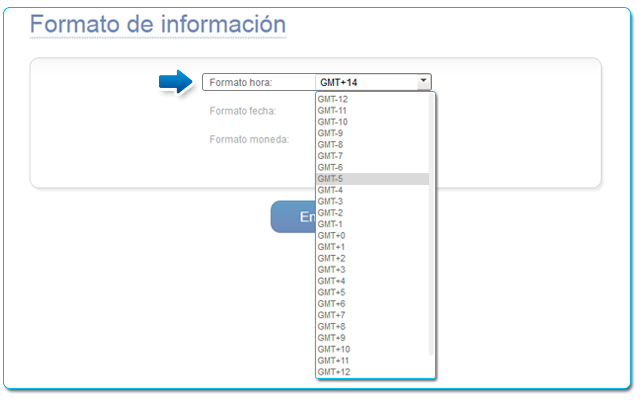 Formato de información
Formato hora: GMT+14
GMT-12
GMT-11
Formato fecha:
GMT-10
GMT-9
GMT-8
Formato moneda:
GMT-7
GMT-6
GMT-5
GMT-4
GMT-3
GMT-2
GMT-1
GMT+0
GMT+1
GMT+2
GMT+3
GMT+4
GMT+5
GMT+6
GMT+7
GMT+8
GMT+9
GMT+10
GMT+11
GMT+12